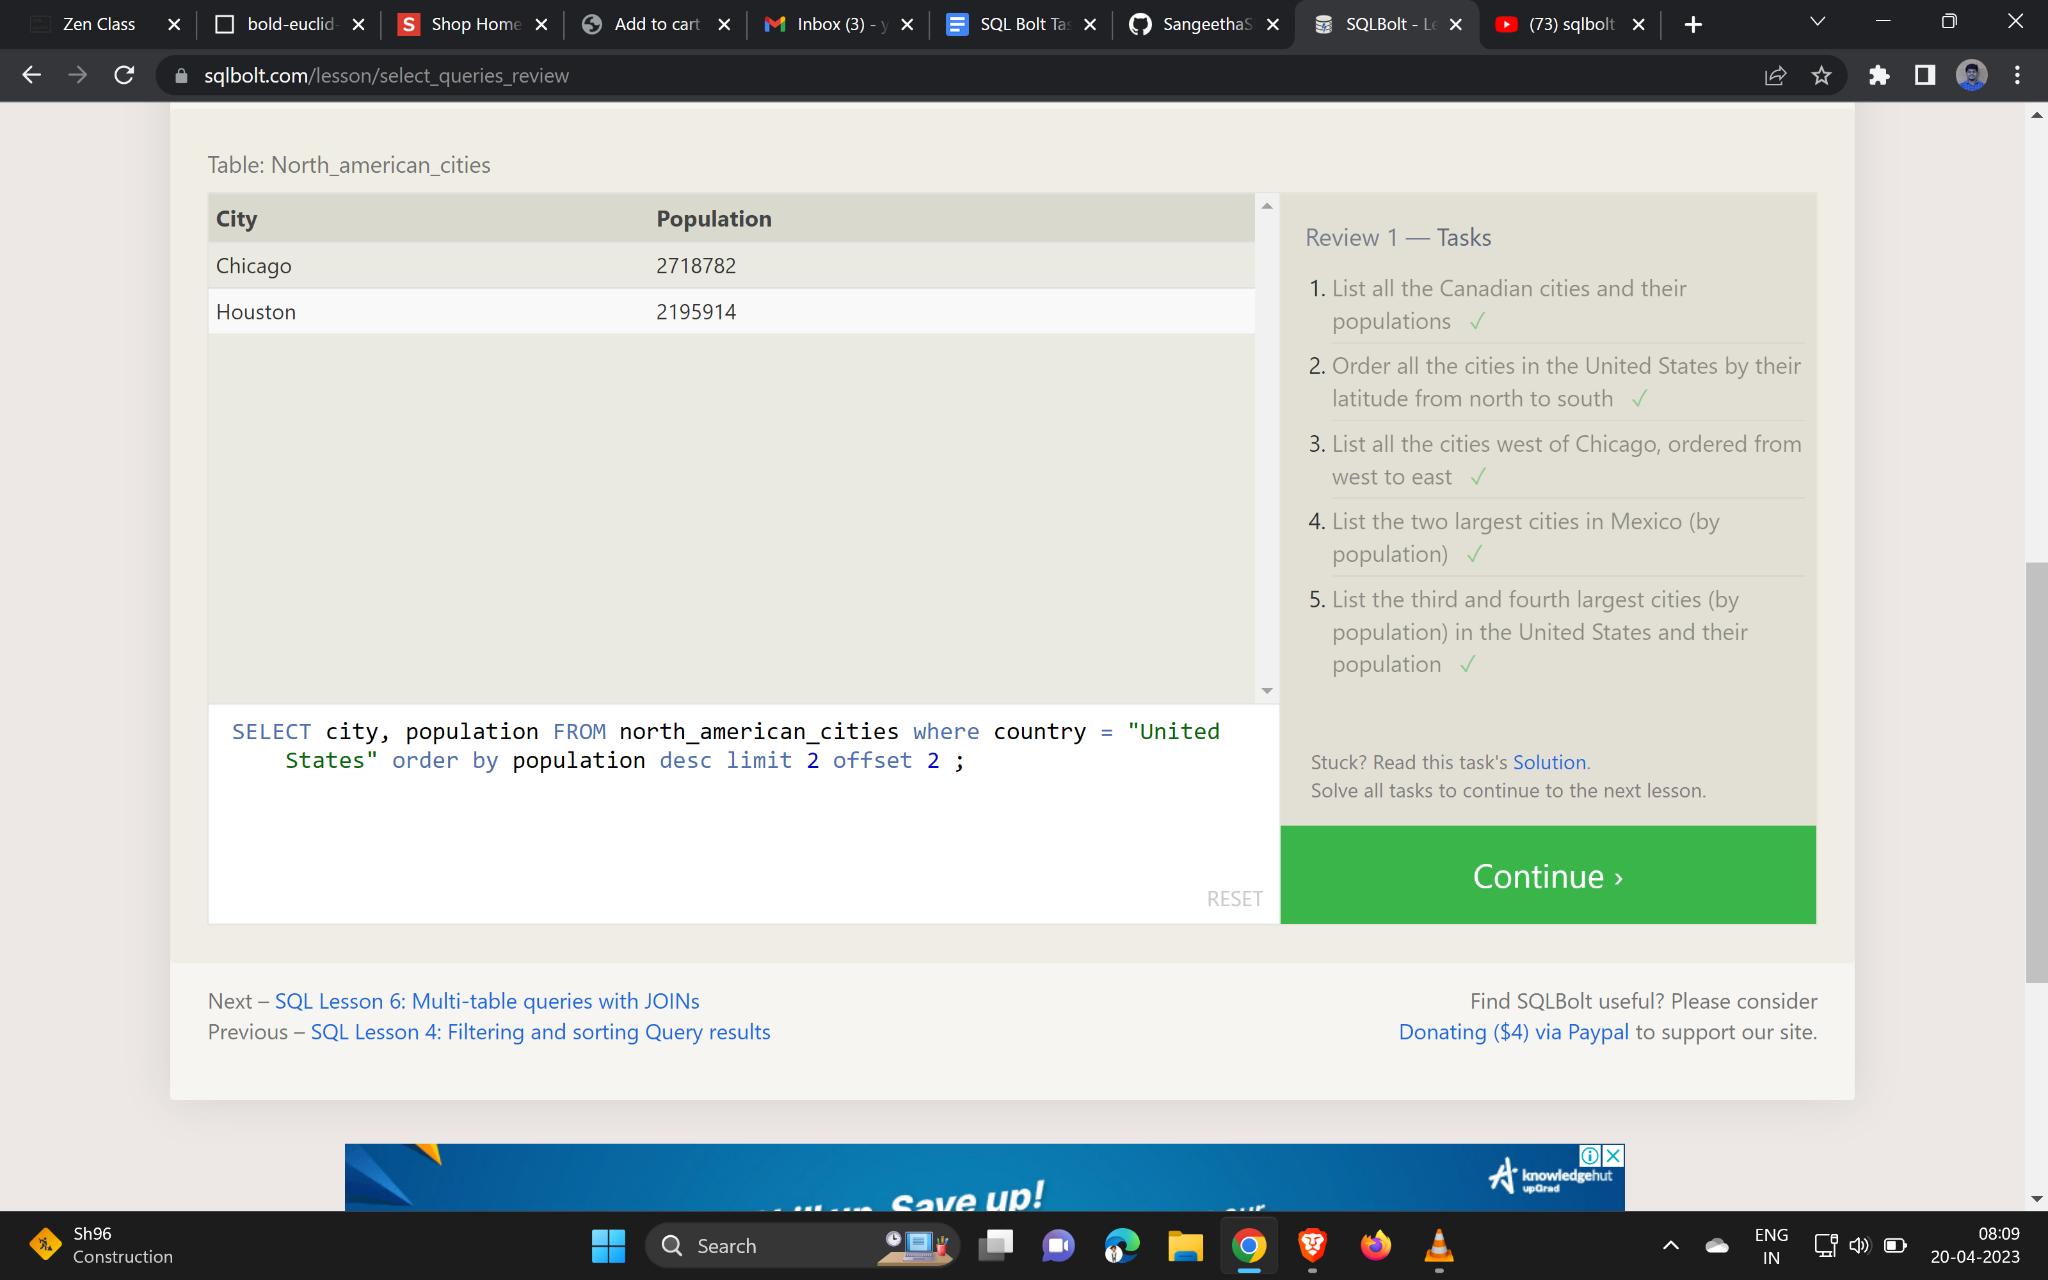 Zen Class
bold-euclid-
S Shop Home
Add to cart
Inbox (3) - y
SQL Bolt Tas
SangeethaS
SQLBolt - Le
(73) sqlbolt
sqlbolt.com/lesson/select_queries_review
Table: North_american_cities
City Population
Chicago 2718782
Houston 2195914
Review 1 — Tasks
1. List all the Canadian cities and their
populations ✓
2. Order all the cities in the United States by their
latitude from north to south ✓
3. List all the cities west of Chicago, ordered from
west to east ✓
4. List the two largest cities in Mexico (by
population) ✓
5. List the third and fourth largest cities (by
population) in the United States and their
population ✓
SELECT city, population FROM north_american_cities where country = "United
States" order by population desc limit 2 offset 2 ;
RESET
Stuck? Read this task's Solution.
Solve all tasks to continue to the next lesson.
Continue ›
Next – SQL Lesson 6: Multi-table queries with JOINs
Previous – SQL Lesson 4: Filtering and sorting Query results
Find SQLBolt useful? Please consider
Donating ($4) via Paypal to support our site.
Save up!
knowledgehut
upGrad
Sh96
Construction
Search
ENG
IN
08:09
20-04-2023